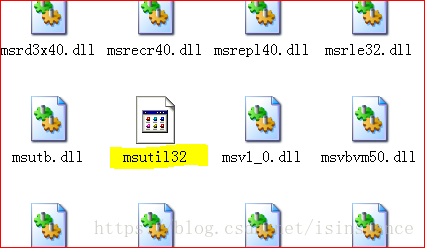 msrd3x40.dll msrecr40.dll msrepl40.dll msrle32.dll
msutb.dll msutil32 msv1_0.dll msvbvm50.dll